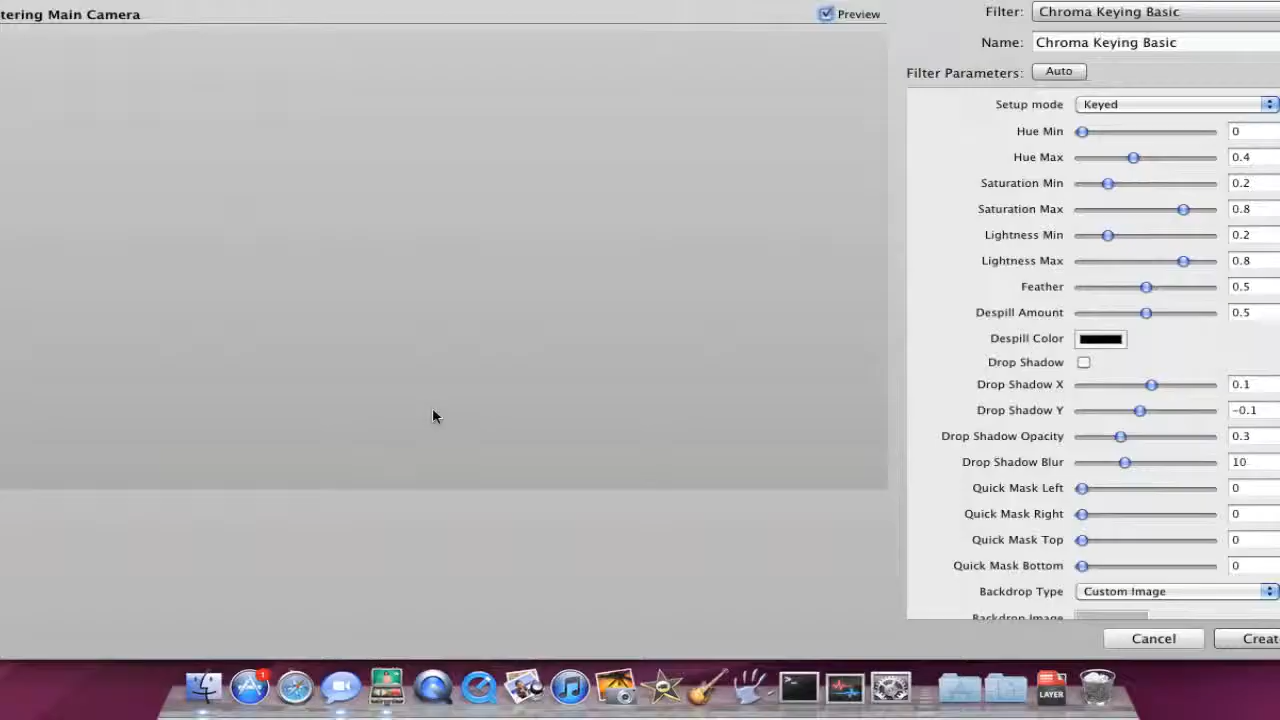 tering Main Camera
Preview
Filter: Chroma Keying Basic
Name: Chroma Keying Basic
Filter Parameters: Auto
Setup mode Keyed
Hue Min 0
Hue Max 0.4
Saturation Min 0.2
Saturation Max 0.8
Lightness Min 0.2
Lightness Max 0.8
Feather 0.5
Despill Amount 0.5
Despill Color
Drop Shadow
Drop Shadow X 0.1
Drop Shadow Y -0.1
Drop Shadow Opacity 0.3
Drop Shadow Blur 10
Quick Mask Left 0
Quick Mask Right 0
Quick Mask Top 0
Quick Mask Bottom 0
Backdrop Type Custom Image
Backdrop Image
Cancel Creat
1
LAYER